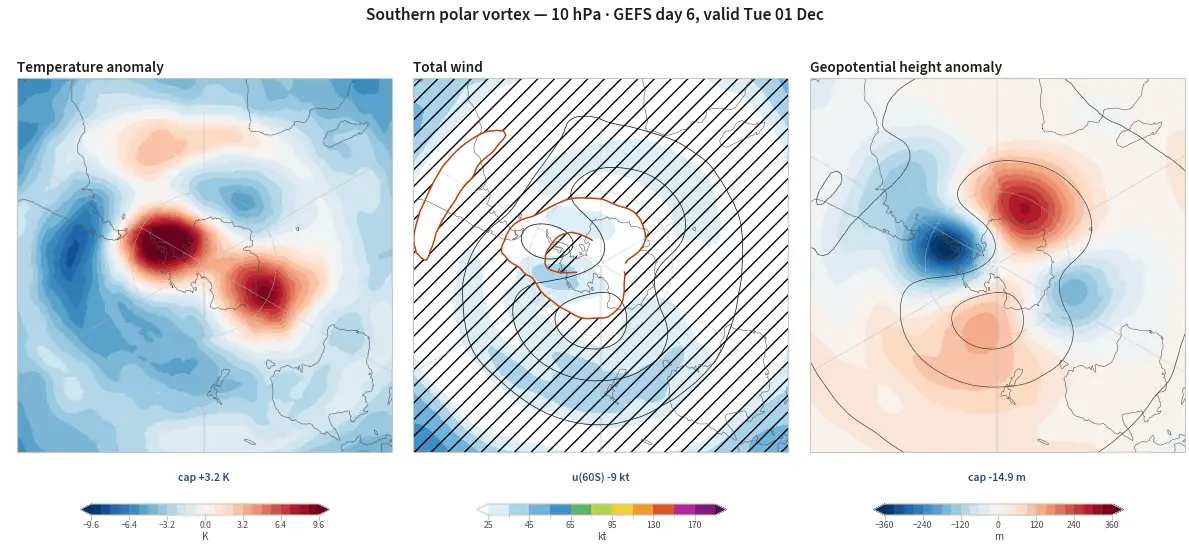 Southern polar vortex — 10 hPa · GEFS day 6, valid Tue 01 Dec
Temperature anomaly
Total wind
Geopotential height anomaly
cap +3.2 K
u(60S) -9 kt
cap -14.9 m
−9.6 −6.4 −3.2 0.0 3.2 6.4 9.6
K
25 45 65 95 130 170
kt
−360 −240 −120 0 120 240 360
m